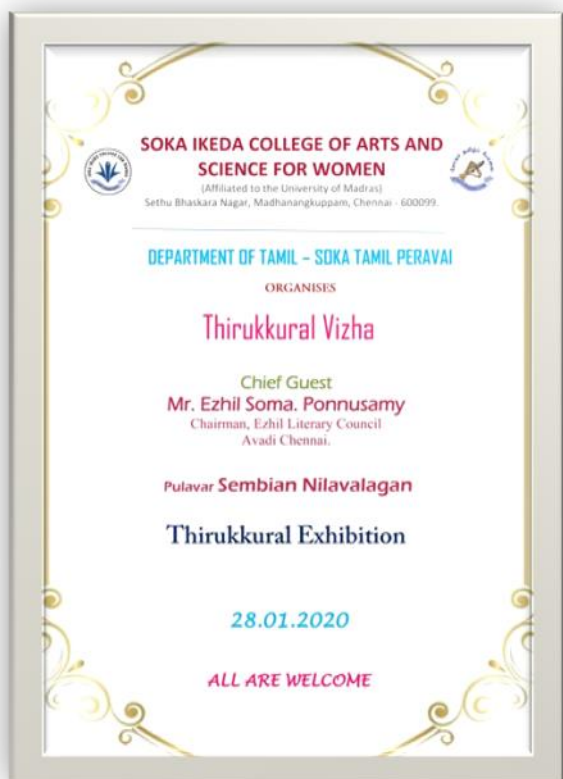 SOKA IKEDA COLLEGE OF ARTS AND
SCIENCE FOR WOMEN
(Affiliated to the University of Madras)
Sethu Bhaskara Nagar, Madhanangkuppam, Chennai - 600099.
DEPARTMENT OF TAMIL – SOKA TAMIL PERAVAI
ORGANISES
Thirukkural Vizha
Chief Guest
Mr. Ezhil Soma. Ponnusamy
Chairman, Ezhil Literary Council
Avadi Chennai.
Pulavar Sembian Nilavalagan
Thirukkural Exhibition
28.01.2020
ALL ARE WELCOME